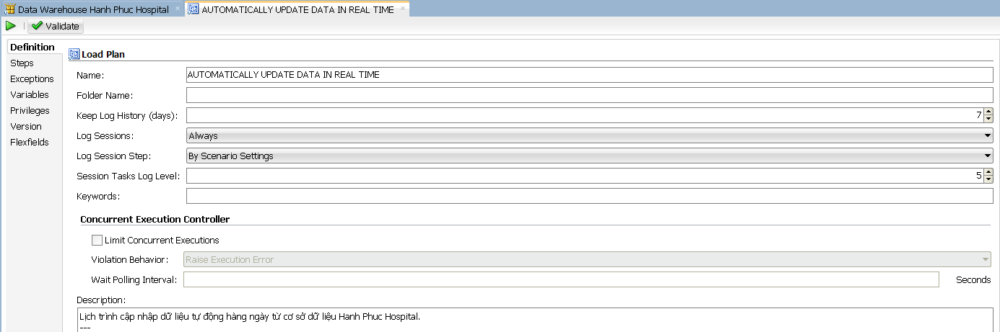 Data Warehouse Hanh Phuc Hospital
AUTOMATICALLY UPDATE DATA IN REAL TIME
Validate
Definition
Steps
Exceptions
Variables
Privileges
Version
Flexfields
Load Plan
Name: AUTOMATICALLY UPDATE DATA IN REAL TIME
Folder Name:
Keep Log History (days): 7
Log Sessions: Always
Log Session Step: By Scenario Settings
Session Tasks Log Level: 5
Keywords:
Concurrent Execution Controller
Limit Concurrent Executions
Violation Behavior: Raise Execution Error
Wait Polling Interval: Seconds
Description:
Lịch trình cập nhập dữ liệu tự động hàng ngày từ cơ sở dữ liệu Hanh Phuc Hospital.
---